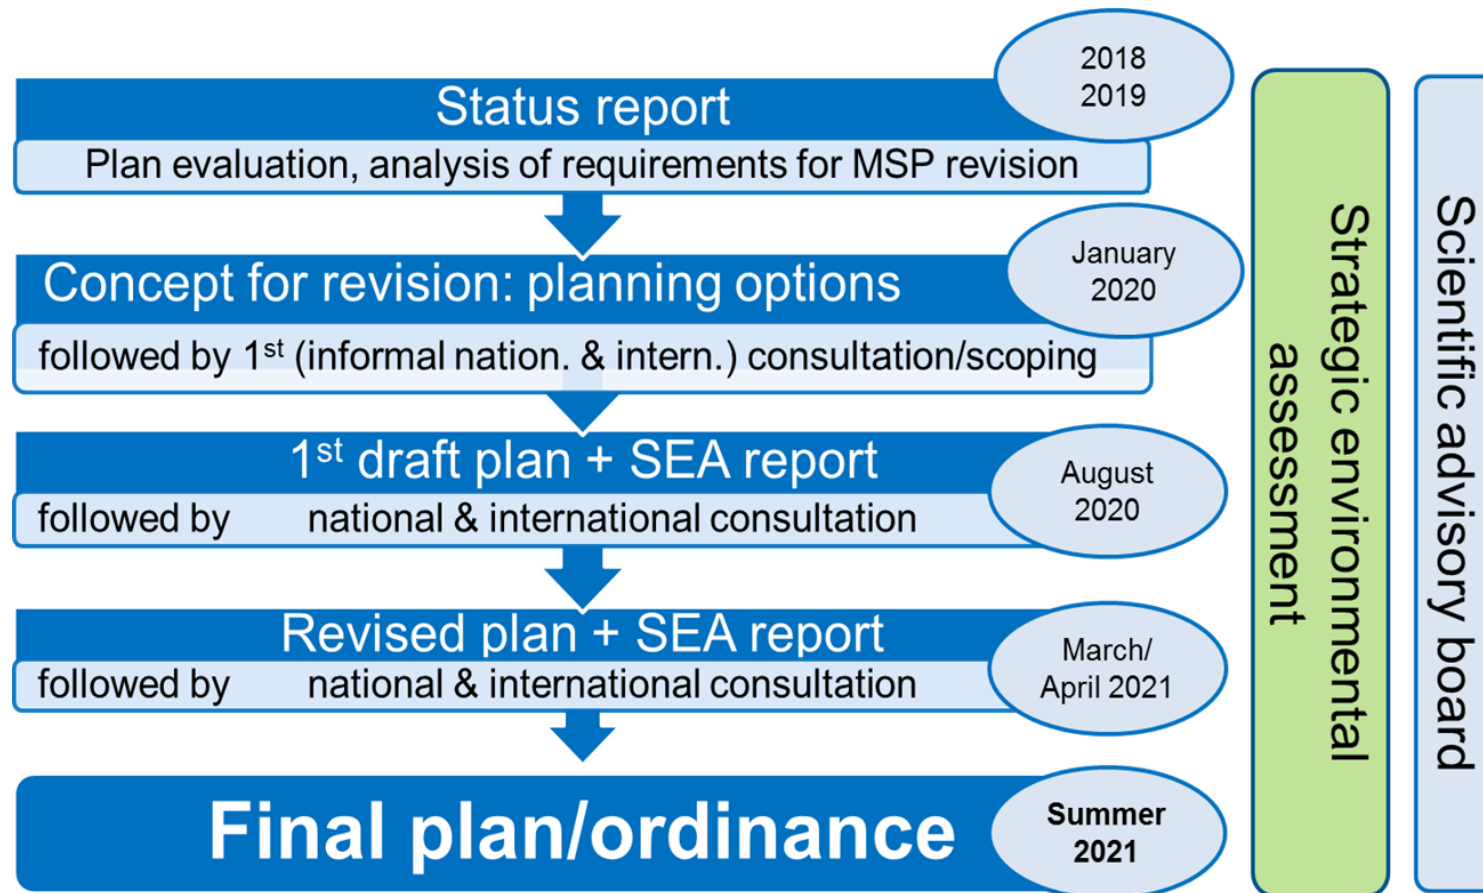 2018
2019
Status report
Plan evaluation, analysis of requirements for MSP revision
January
2020
Concept for revision: planning options
followed by 1st (informal nation. & intern.) consultation/scoping
August
2020
1st draft plan + SEA report
followed by national & international consultation
March/
April 2021
Revised plan + SEA report
followed by national & international consultation
Summer
2021
Final plan/ordinance
Strategic environmental
assessment
Scientific advisory board